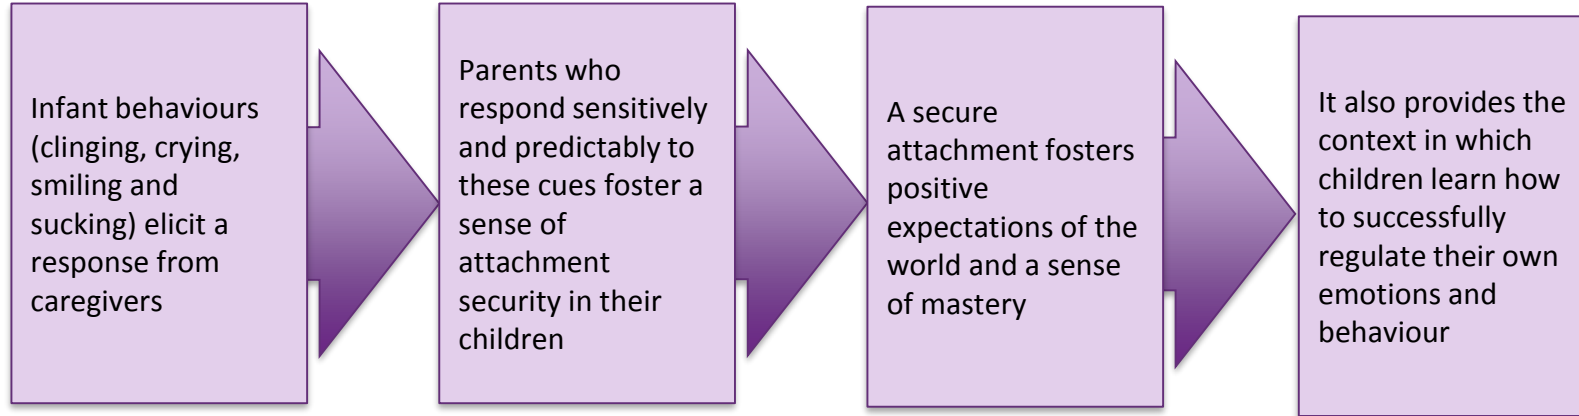 Infant behaviours
(clinging, crying,
smiling and
sucking) elicit a
response from
caregivers
Parents who
respond sensitively
and predictably to
these cues foster a
sense of
attachment
security in their
children
A secure
attachment fosters
positive
expectations of the
world and a sense
of mastery
It also provides the
context in which
children learn how
to successfully
regulate their own
emotions and
behaviour